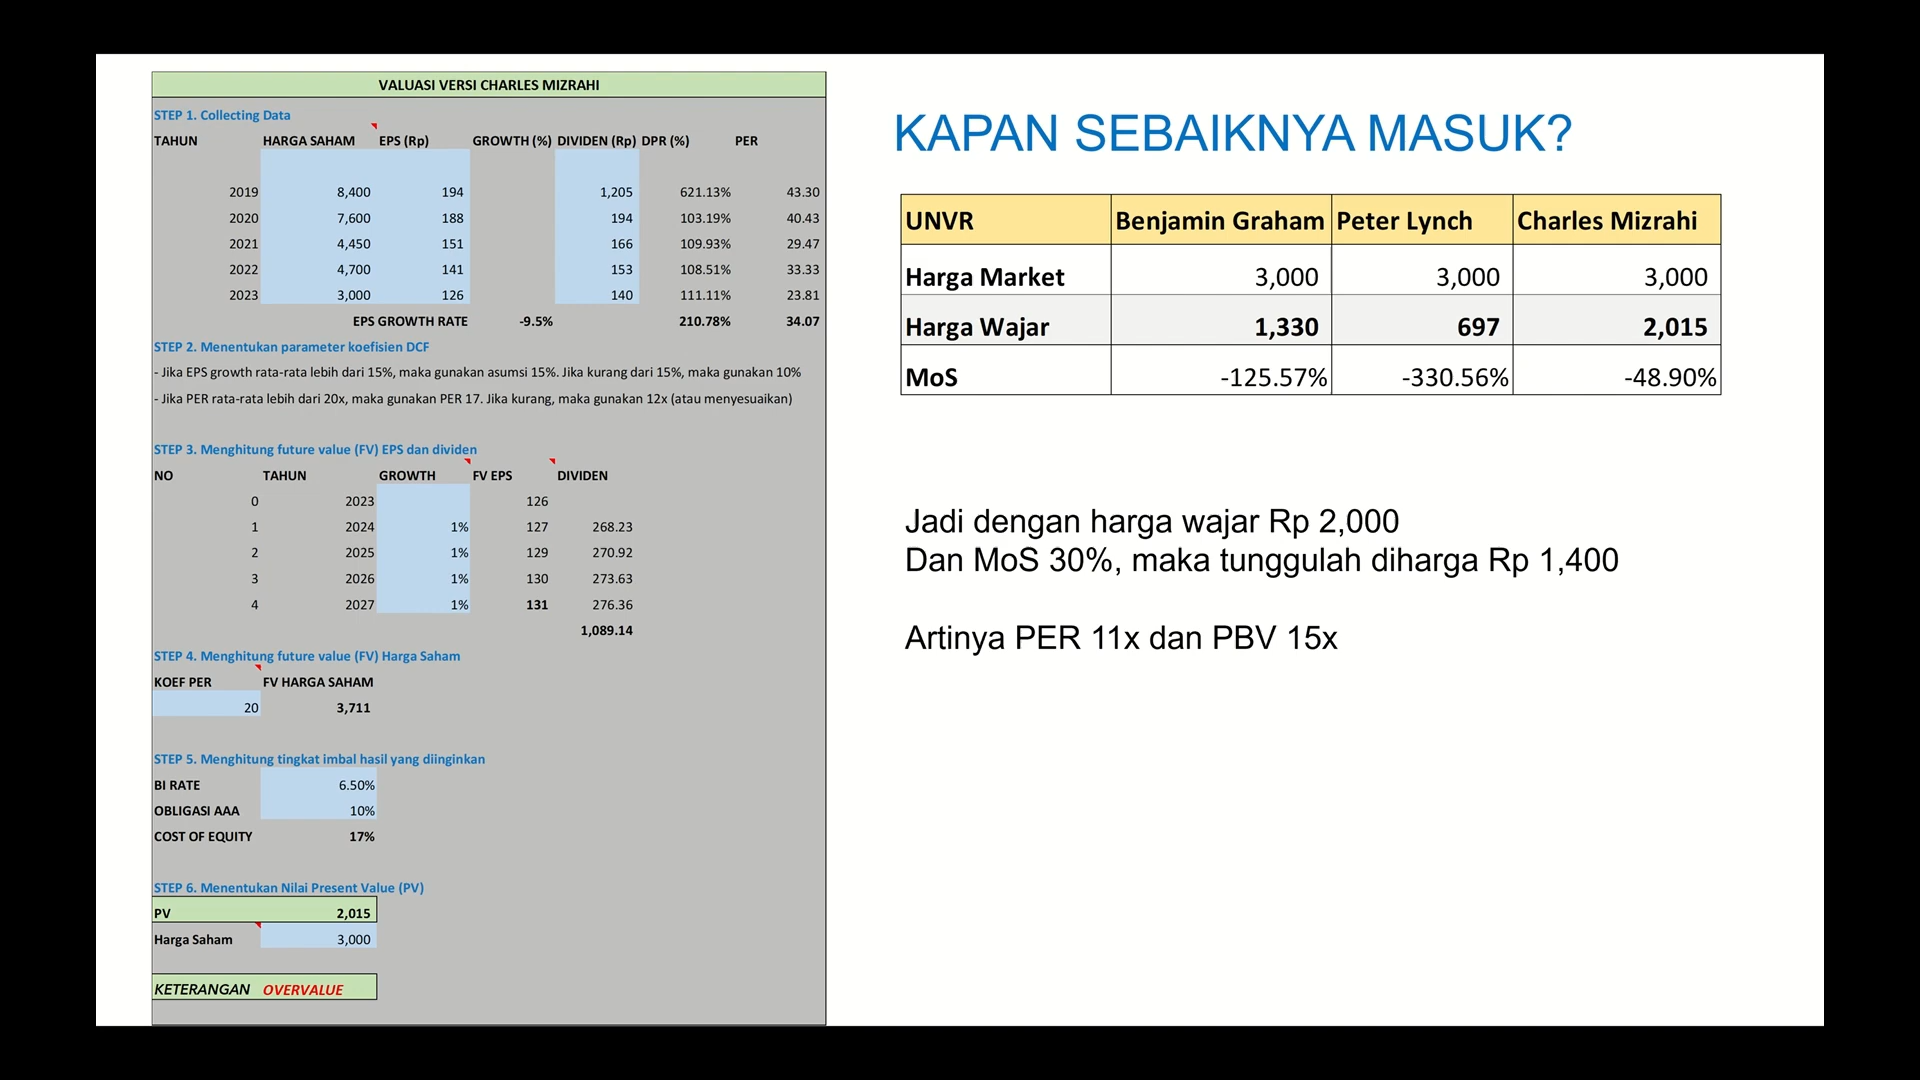 VALUASI VERSI CHARLES MIZRAHI
STEP 1. Collecting Data
TAHUN HARGA SAHAM EPS (Rp) GROWTH (%) DIVIDEN (Rp) DPR (%) PER
2019 8,400 194 1,205 621.13% 43.30
2020 7,600 188 194 103.19% 40.43
2021 4,450 151 166 109.93% 29.47
2022 4,700 141 153 108.51% 33.33
2023 3,000 126 140 111.11% 23.81
EPS GROWTH RATE -9.5% 210.78% 34.07
STEP 2. Menentukan parameter koefisien DCF
- Jika EPS growth rata-rata lebih dari 15%, maka gunakan asumsi 15%. Jika kurang dari 15%, maka gunakan 10%
- Jika PER rata-rata lebih dari 20x, maka gunakan PER 17. Jika kurang, maka gunakan 12x (atau menyesuaikan)
STEP 3. Menghitung future value (FV) EPS dan dividen
NO TAHUN GROWTH FV EPS DIVIDEN
0 2023 126
1 2024 1% 127 268.23
2 2025 1% 129 270.92
3 2026 1% 130 273.63
4 2027 1% 131 276.36
1,089.14
STEP 4. Menghitung future value (FV) Harga Saham
KOEF PER FV HARGA SAHAM
20 3,711
STEP 5. Menghitung tingkat imbal hasil yang diinginkan
BI RATE 6.50%
OBLIGASI AAA 10%
COST OF EQUITY 17%
STEP 6. Menentukan Nilai Present Value (PV)
PV 2,015
Harga Saham 3,000
KETERANGAN OVERVALUE
KAPAN SEBAIKNYA MASUK?
UNVR Benjamin Graham Peter Lynch Charles Mizrahi
Harga Market 3,000 3,000 3,000
Harga Wajar 1,330 697 2,015
MoS -125.57% -330.56% -48.90%
Jadi dengan harga wajar Rp 2,000
Dan MoS 30%, maka tunggulah diharga Rp 1,400
Artinya PER 11x dan PBV 15x